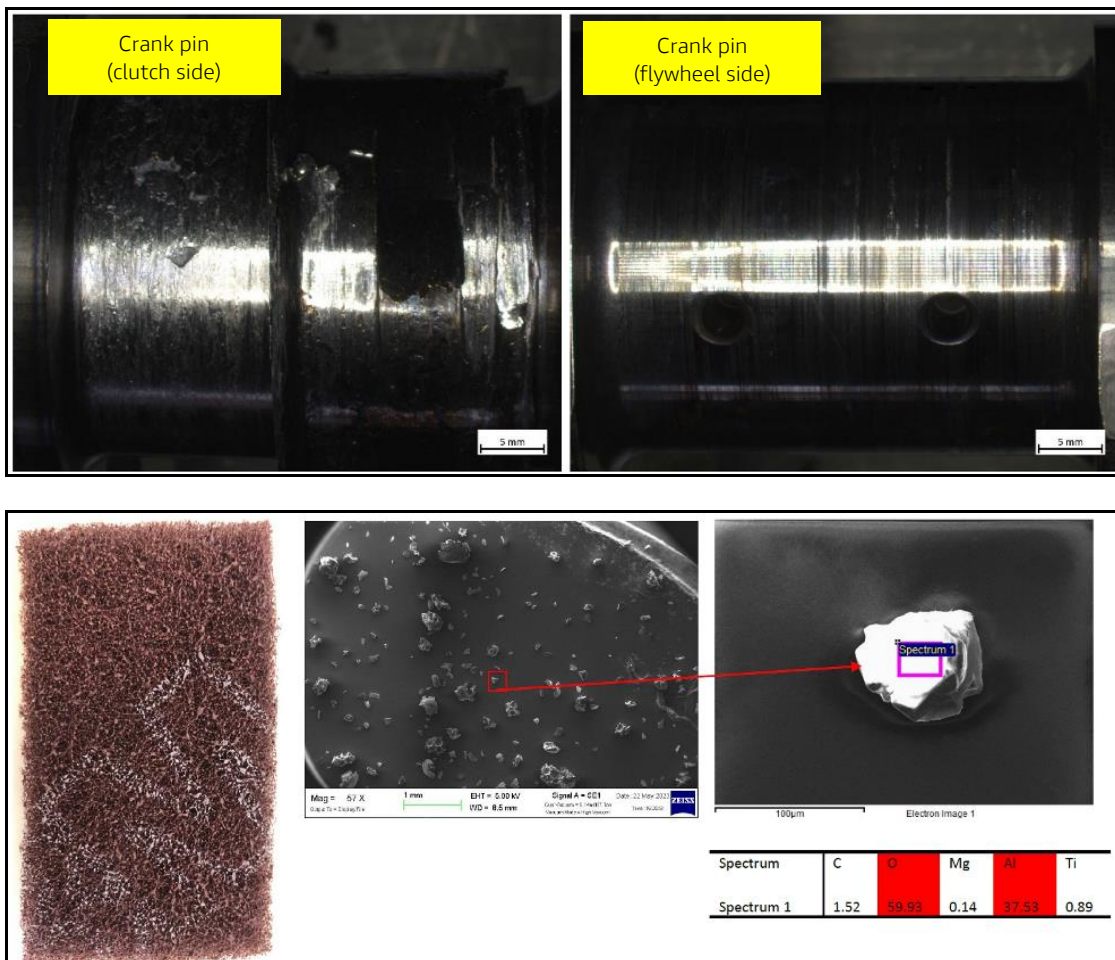 Crank pin
(clutch side)
Crank pin
(flywheel side)
5 mm
5 mm
Spectrum 1
Mag = 57 X
1 mm
EHT = 5.00 kV
WD = 8.5 mm
Signal A = SE1
Date: 22 May 2023
ZEISS
100µm
Electron Image 1
Spectrum C O Mg Al Ti
Spectrum 1 1.52 59.93 0.14 37.53 0.89